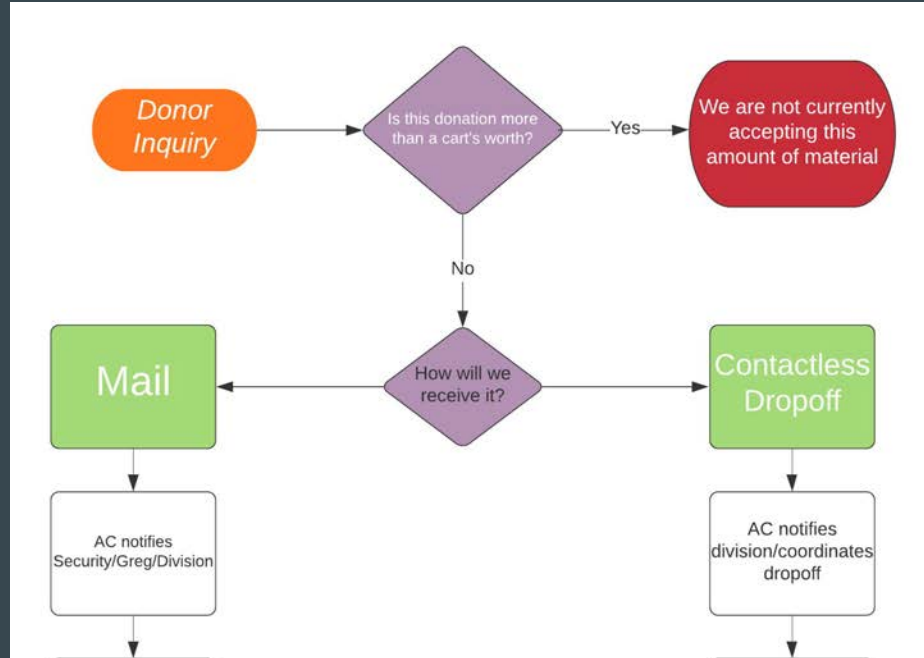 Donor
Inquiry
Is this donation more
than a cart's worth?
Yes
We are not currently
accepting this
amount of material
No
Mail
How will we
receive it?
Contactless
Dropoff
AC notifies
Security/Greg/Division
AC notifies
division/coordinates
dropoff